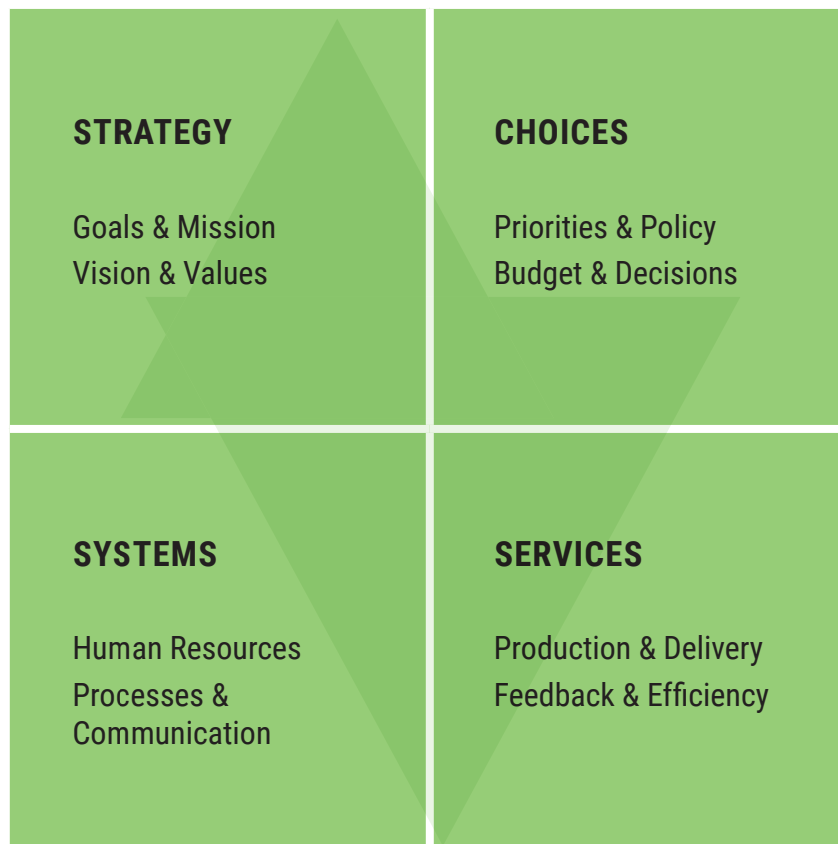 STRATEGY
Goals & Mission
Vision & Values
CHOICES
Priorities & Policy
Budget & Decisions
SYSTEMS
Human Resources
Processes &
Communication
SERVICES
Production & Delivery
Feedback & Efficiency